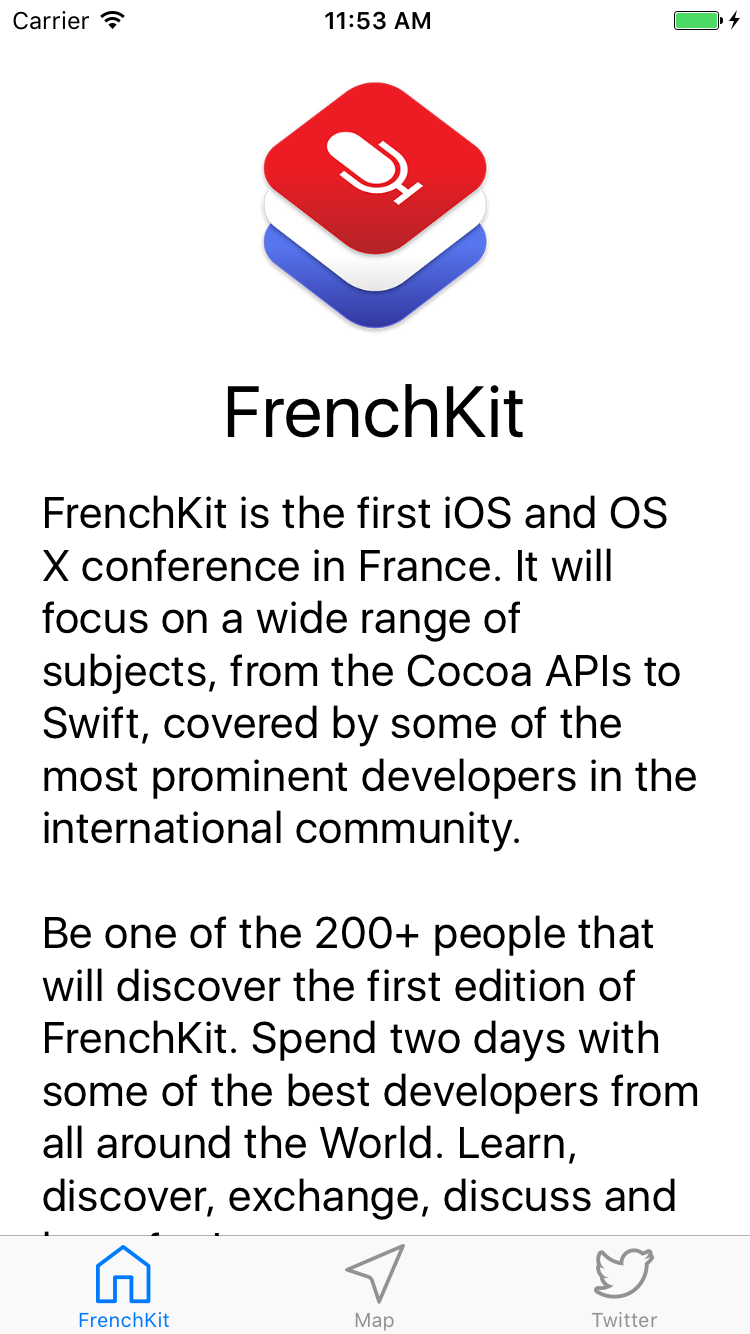 Carrier 11:53 AM
FrenchKit
FrenchKit is the first iOS and OS
X conference in France. It will
focus on a wide range of
subjects, from the Cocoa APIs to
Swift, covered by some of the
most prominent developers in the
international community.
Be one of the 200+ people that
will discover the first edition of
FrenchKit. Spend two days with
some of the best developers from
all around the World. Learn,
discover, exchange, discuss and
FrenchKit Map Twitter